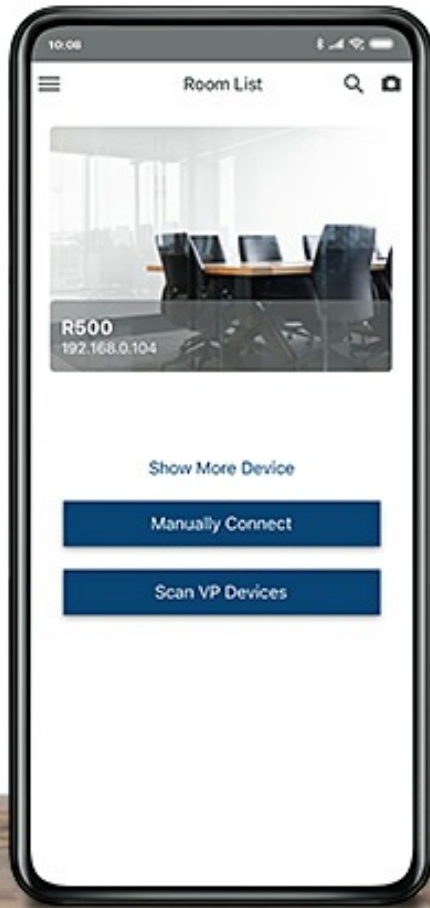 10:08
Room List
R500
192.168.0.104
Show More Device
Manually Connect
Scan VP Devices